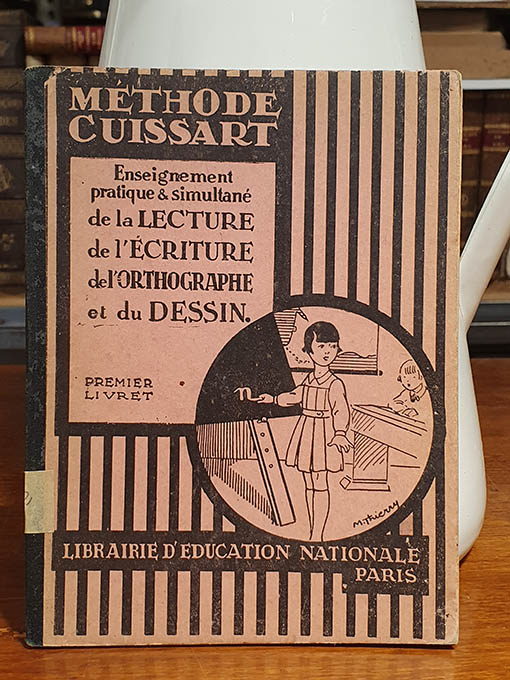 MÉTHODE
CUISSART
Enseignement
pratique & simultané
de la LECTURE
de l'ÉCRITURE
de l'ORTHOGRAPHE
et du DESSIN.
PREMIER
LIVRET
n
M. Thierry
LIBRAIRIE D'EDUCATION NATIONALE
PARIS